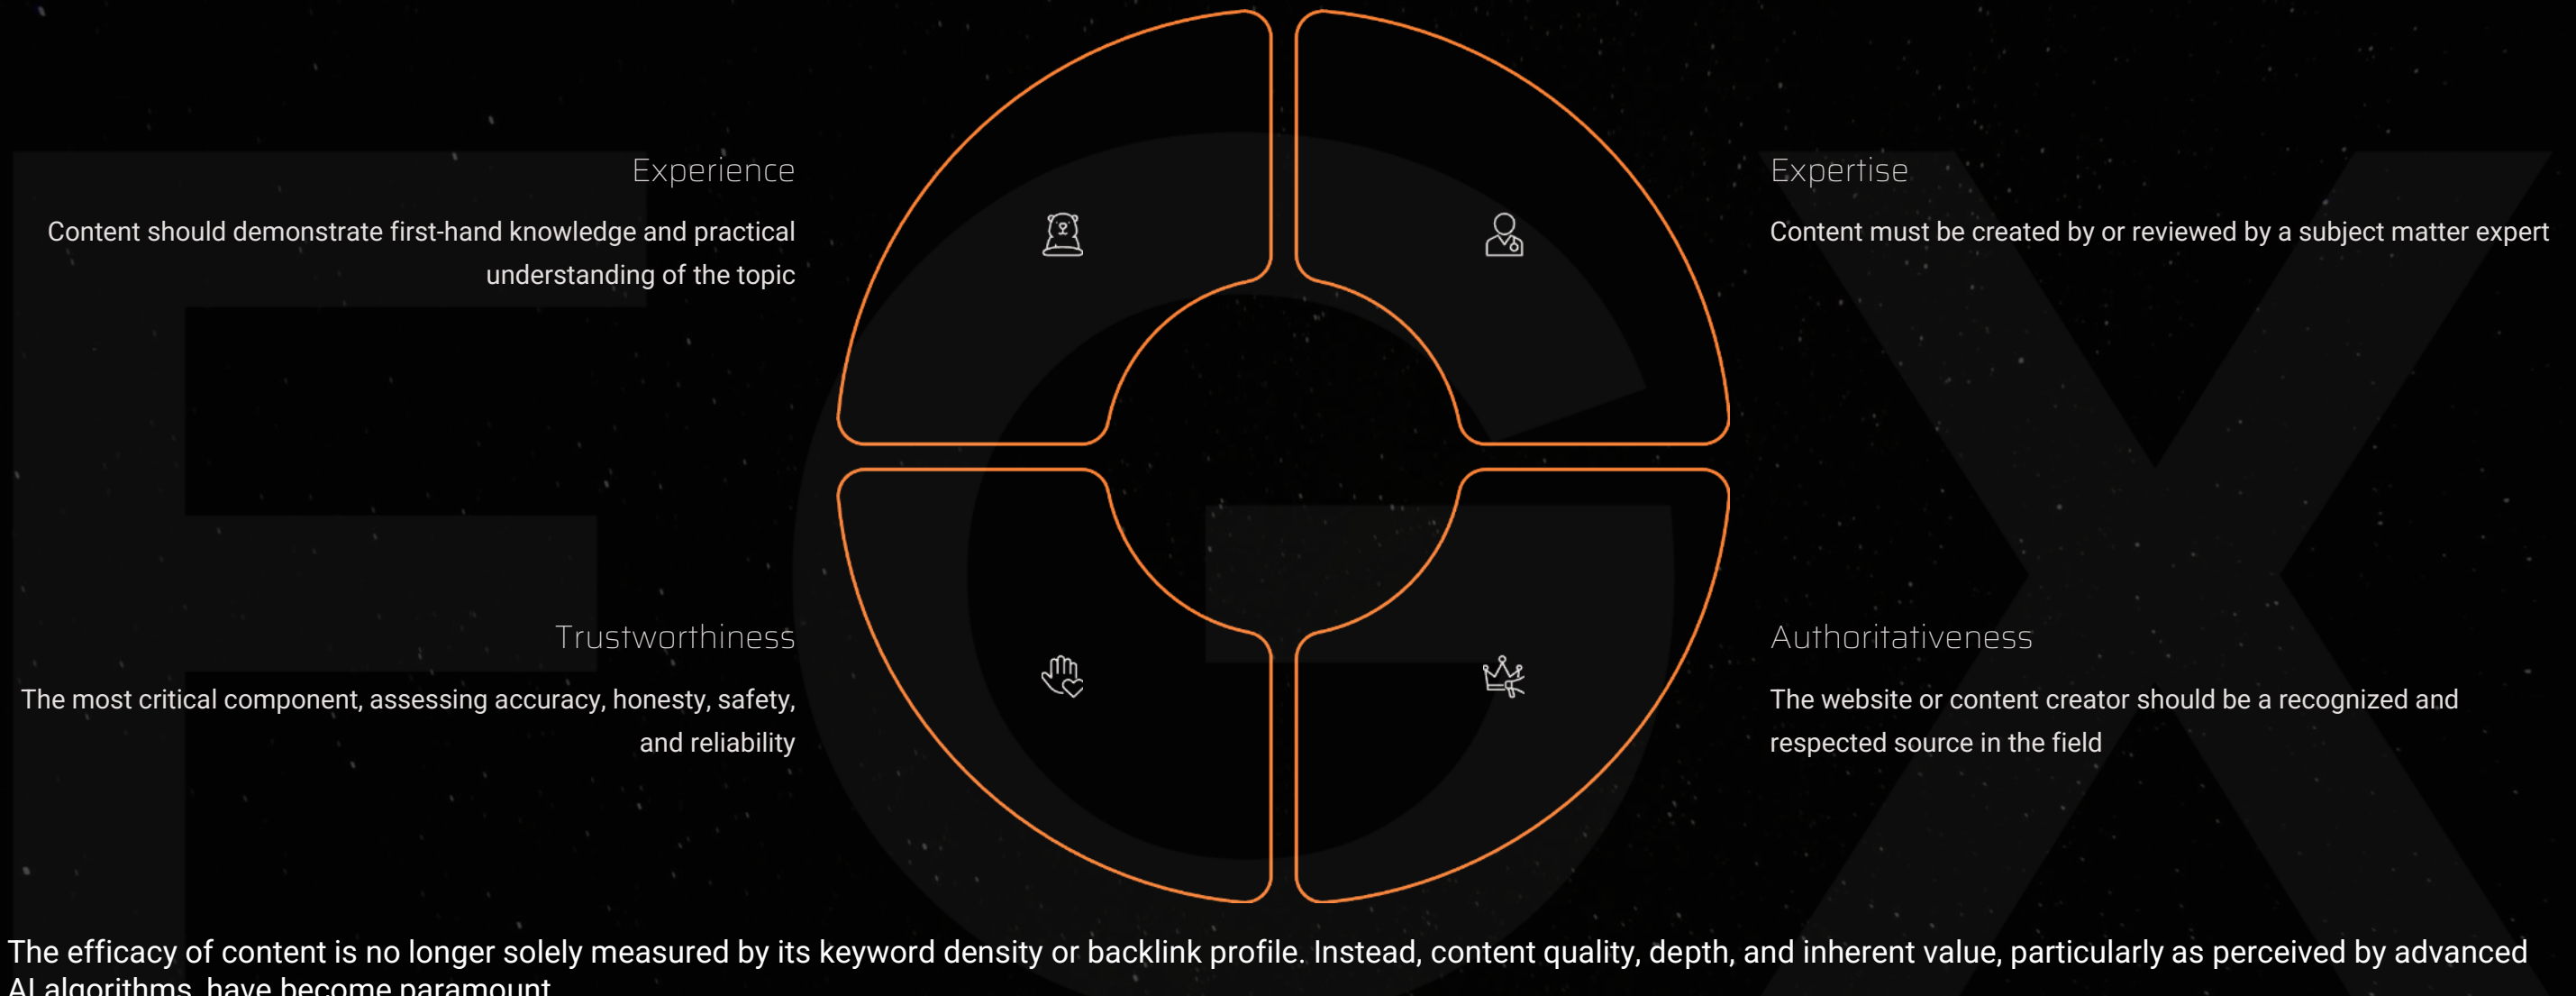 Experience
Content should demonstrate first-hand knowledge and practical
understanding of the topic
Expertise
Content must be created by or reviewed by a subject matter expert
Trustworthiness
The most critical component, assessing accuracy, honesty, safety,
and reliability
Authoritativeness
The website or content creator should be a recognized and
respected source in the field
The efficacy of content is no longer solely measured by its keyword density or backlink profile. Instead, content quality, depth, and inherent value, particularly as perceived by advanced
AI algorithms, have become paramount
FGX